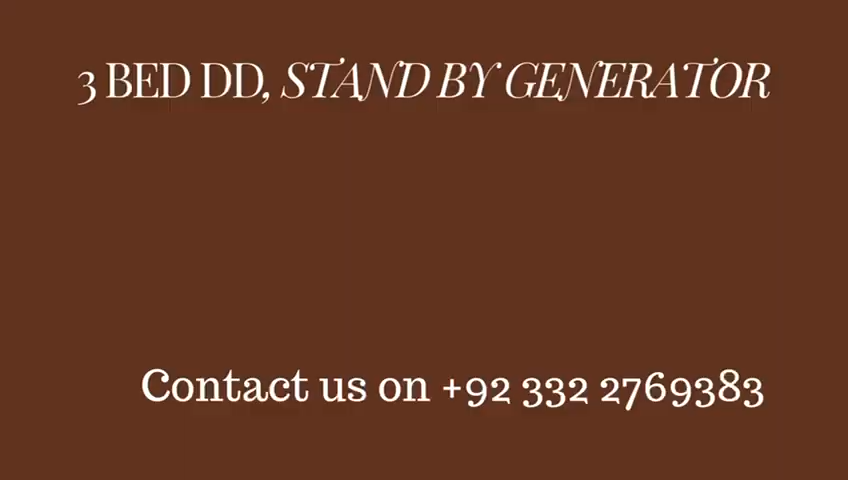 3 BED DD, STAND BY GENERATOR
Contact us on +92 332 2769383